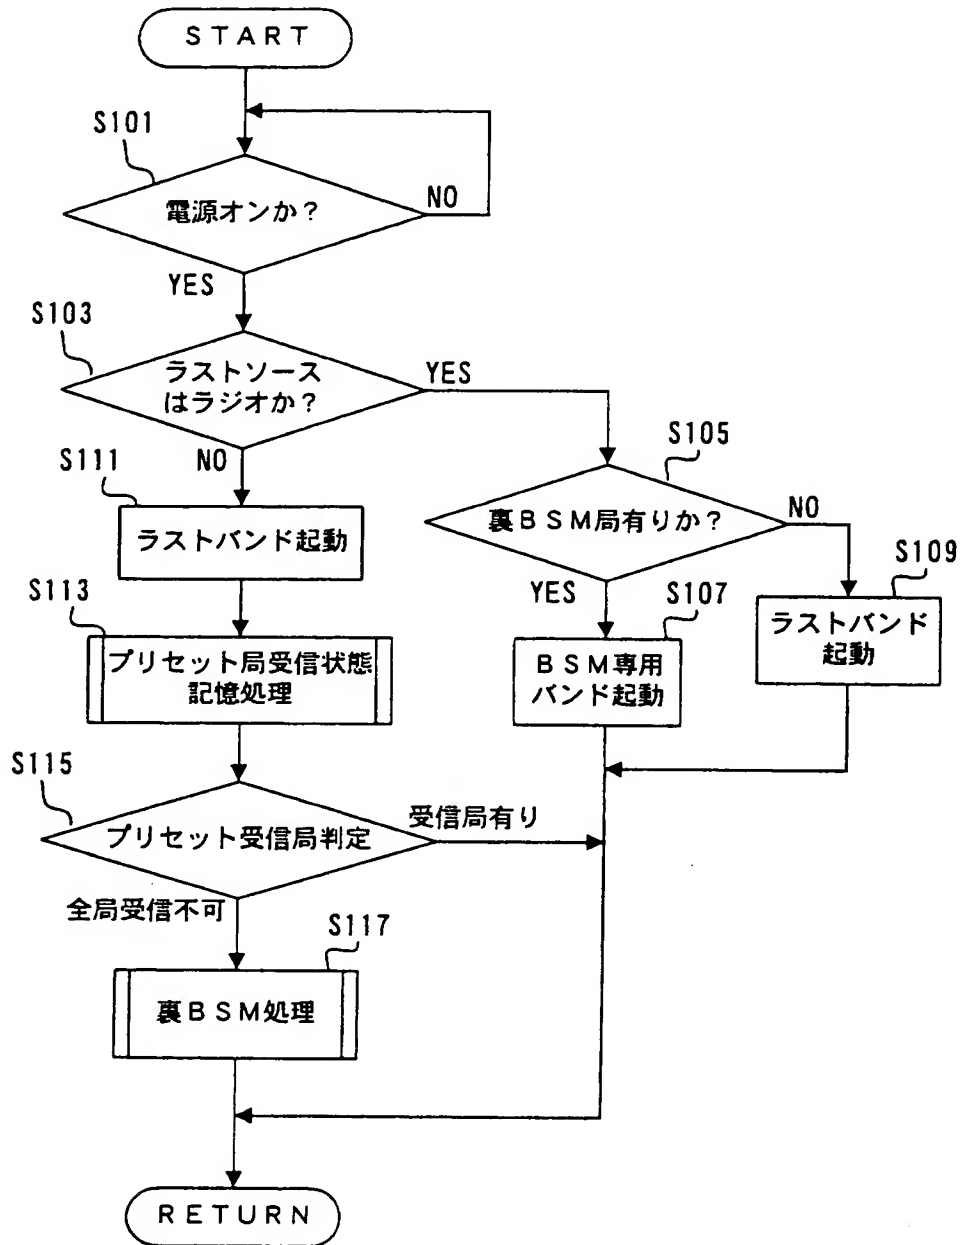 START
S101
電源オンか?
NO
YES
S103
ラストソース
はラジオか?
YES
NO
S105
裏BSM局有りか?
NO
YES
S111
ラストバンド起動
S109
ラストバンド
起動
S107
BSM専用
バンド起動
S113
プリセット局受信状態
記憶処理
S115
プリセット受信局判定
受信局有り
全局受信不可
S117
裏BSM処理
RETURN